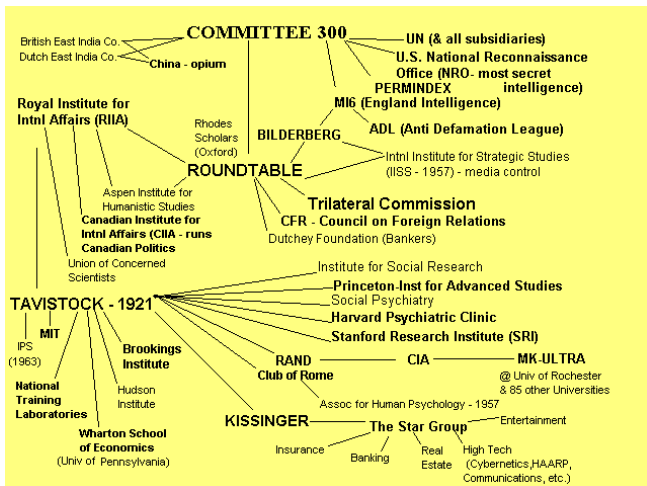 COMMITTEE 300
British East India Co.
Dutch East India Co.
China - opium
UN (& all subsidiaries)
U.S. National Reconnaissance
Office (NRO- most secret
intelligence)
PERMINDEX
MI6 (England Intelligence)
ADL (Anti Defamation League)
Royal Institute for
Intnl Affairs (RIIA)
Rhodes
Scholars
(Oxford)
BILDERBERG
Intnl Institute for Strategic Studies
(IISS - 1957) - media control
ROUNDTABLE
Aspen Institute for
Humanistic Studies
Trilateral Commission
CFR - Council on Foreign Relations
Dutchey Foundation (Bankers)
Canadian Institute for
Intnl Affairs (CIIA - runs
Canadian Politics
Union of Concerned
Scientists
Institute for Social Research
Princeton-Inst for Advanced Studies
Social Psychiatry
Harvard Psychiatric Clinic
Stanford Research Institute (SRI)
TAVISTOCK - 1921
IPS
(1963)
MIT
Brookings
Institute
RAND
CIA
MK-ULTRA
@ Univ of Rochester
& 85 other Universities
Club of Rome
Assoc for Human Psychology - 1957
National
Training
Laboratories
Hudson
Institute
Wharton School
of Economics
(Univ of Pennsylvania)
KISSINGER
The Star Group
Entertainment
Insurance
Banking
Real
Estate
High Tech
(Cybernetics,HAARP,
Communications, etc.)